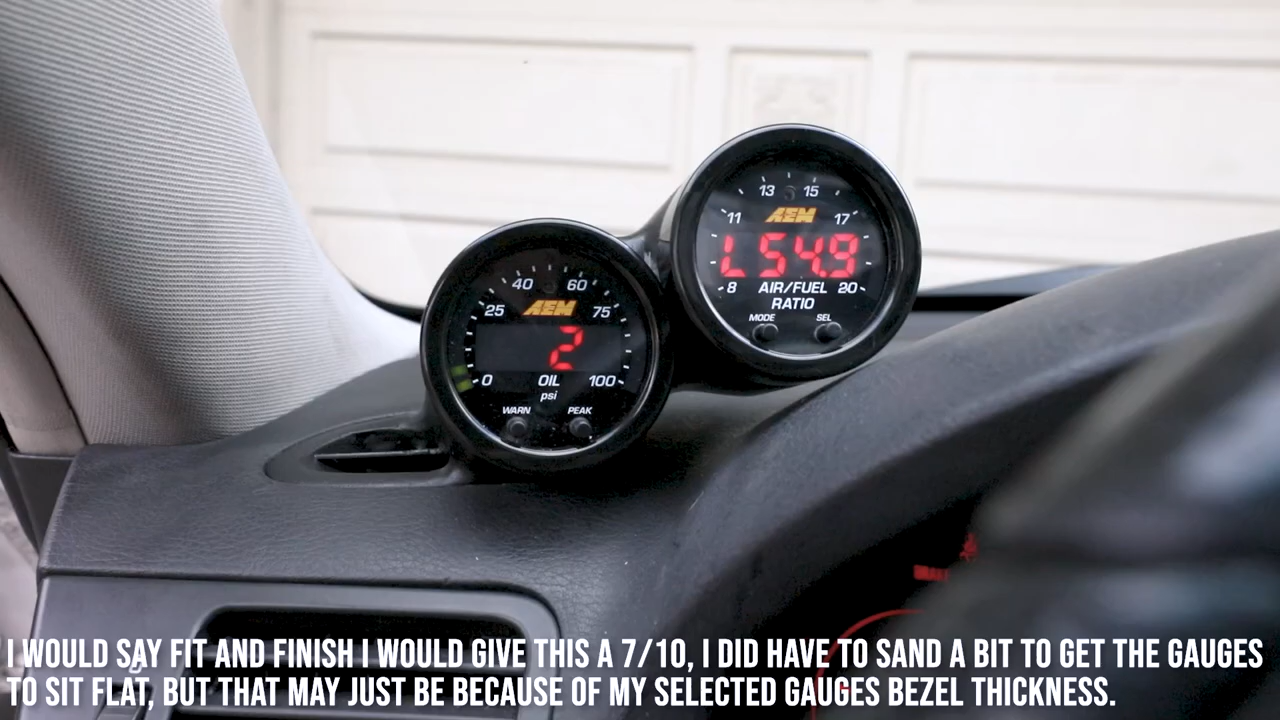 13 15
11 17
AEM
L54.9
8 AIR/FUEL 20
RATIO
MODE SEL
40 60
25 75
AEM
2
0 OIL 100
psi
WARN PEAK
I WOULD SAY FIT AND FINISH I WOULD GIVE THIS A 7/10, I DID HAVE TO SAND A BIT TO GET THE GAUGES
TO SIT FLAT, BUT THAT MAY JUST BE BECAUSE OF MY SELECTED GAUGES BEZEL THICKNESS.